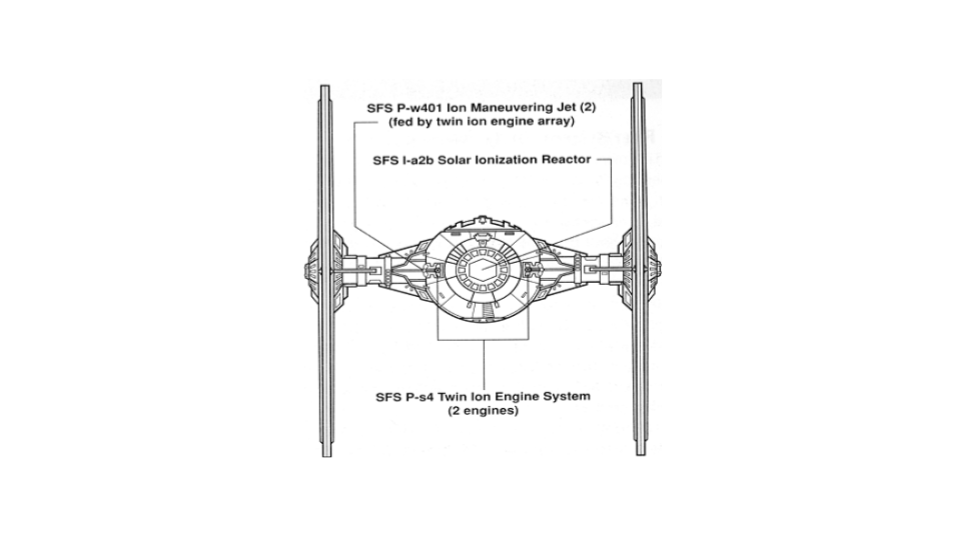 SFS P-w401 Ion Maneuvering Jet (2)
(fed by twin ion engine array)
SFS I-a2b Solar Ionization Reactor
SFS P-s4 Twin Ion Engine System
(2 engines)